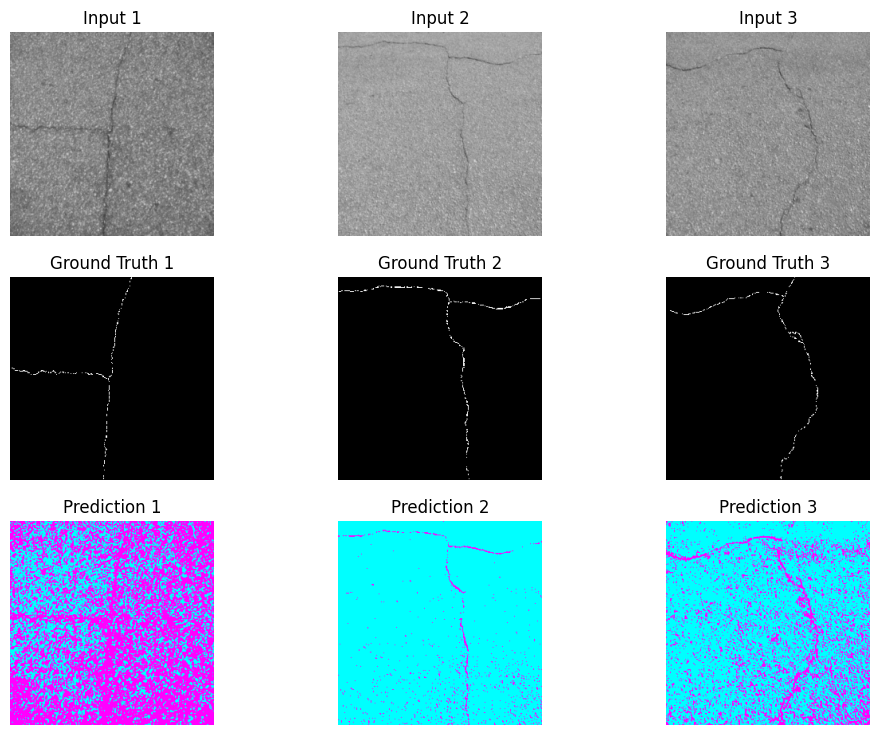 Input 1
Input 2
Input 3
Ground Truth 1
Ground Truth 2
Ground Truth 3
Prediction 1
Prediction 2
Prediction 3